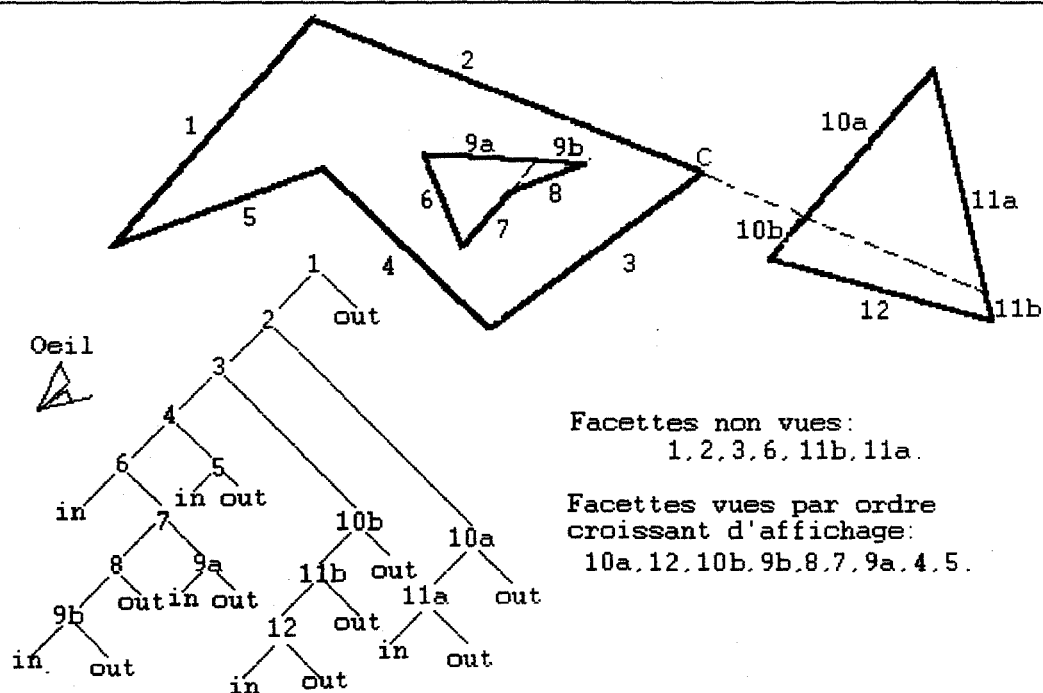 2
1
10a
9a 9b
C
6
8
11a
5
7
10b
4
3
1
12
11b
out
2
Oeil
3
4
Facettes non vues:
1,2,3,6,11b,11a.
6 5
in
in out
7
Facettes vues par ordre
croissant d'affichage:
10a,12,10b,9b,8,7,9a,4,5.
10b
10a
8
9a
11b
out
out
in
out
11a
out
9b
12
out
in
out
in
out
in
out